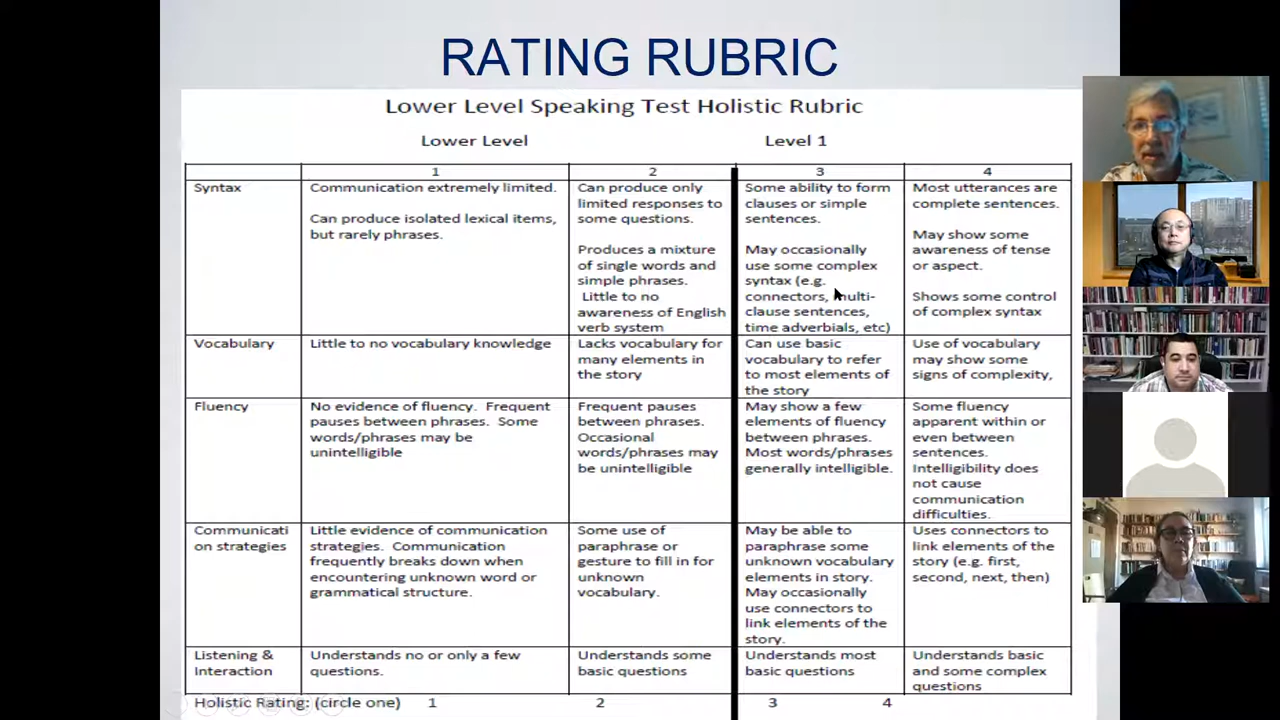 RATING RUBRIC
Lower Level Speaking Test Holistic Rubric
Lower Level
Level 1
1
2
3
4
Syntax
Communication extremely limited.
Can produce isolated lexical items,
but rarely phrases.
Can produce only
limited responses to
some questions.
Produces a mixture
of single words and
simple phrases.
Little to no
awareness of English
verb system
Some ability to form
clauses or simple
sentences.
May occasionally
use some complex
syntax (e.g.
connectors, multi-
clause sentences,
time adverbials, etc)
Most utterances are
complete sentences.
May show some
awareness of tense
or aspect.
Shows some control
of complex syntax
Vocabulary
Little to no vocabulary knowledge
Lacks vocabulary for
many elements in
the story
Can use basic
vocabulary to refer
to most elements of
the story
Use of vocabulary
may show some
signs of complexity,
Fluency
No evidence of fluency. Frequent
pauses between phrases. Some
words/phrases may be
unintelligible
Frequent pauses
between phrases.
Occasional
words/phrases may
be unintelligible
May show a few
elements of fluency
between phrases.
Most words/phrases
generally intelligible.
Some fluency
apparent within or
even between
sentences.
Intelligibility does
not cause
communication
difficulties.
Communicati
on strategies
Little evidence of communication
strategies. Communication
frequently breaks down when
encountering unknown word or
grammatical structure.
Some use of
paraphrase or
gesture to fill in for
unknown
vocabulary.
May be able to
paraphrase some
unknown vocabulary
elements in story.
May occasionally
use connectors to
link elements of the
story.
Uses connectors to
link elements of the
story (e.g. first,
second, next, then)
Listening &
Interaction
Understands no or only a few
questions.
Understands some
basic questions
Understands most
basic questions
Understands basic
and some complex
questions
Holistic Rating: (circle one) 1 2 3 4